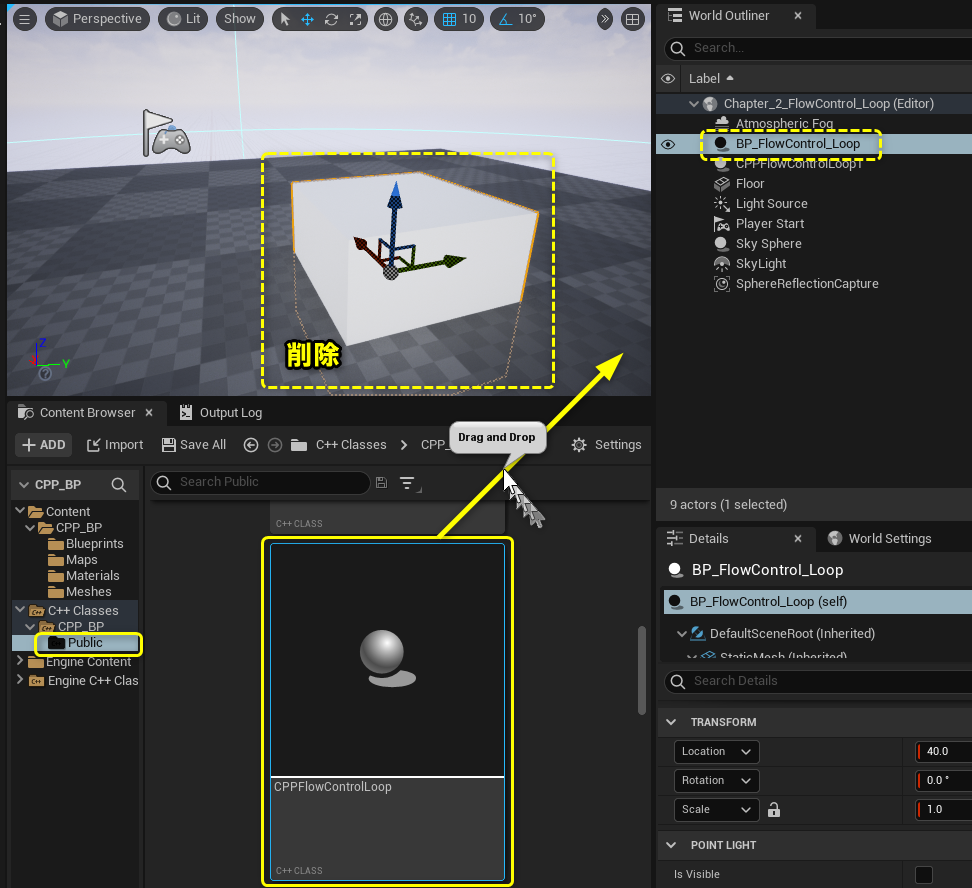 Perspective
Lit
Show
10
10°
削除
Z
Y
World Outliner
Search...
Label
Chapter_2_FlowControl_Loop (Editor)
Atmospheric Fog
BP_FlowControl_Loop
CPPFlowControlLoop1
Floor
Light Source
Player Start
Sky Sphere
SkyLight
SphereReflectionCapture
9 actors (1 selected)
Content Browser
Output Log
ADD
Import
Save All
C++ Classes
CPP_
Settings
Drag and Drop
CPP_BP
Content
CPP_BP
Blueprints
Maps
Materials
Meshes
C++ Classes
CPP_BP
Public
Engine Content
Engine C++ Clas
Search Public
C++ CLASS
CPPFlowControlLoop
C++ CLASS
Details
World Settings
BP_FlowControl_Loop
BP_FlowControl_Loop (self)
DefaultSceneRoot (Inherited)
StaticMesh (Inherited)
Search Details
TRANSFORM
Location
40.0
Rotation
0.0 °
Scale
1.0
POINT LIGHT
Is Visible